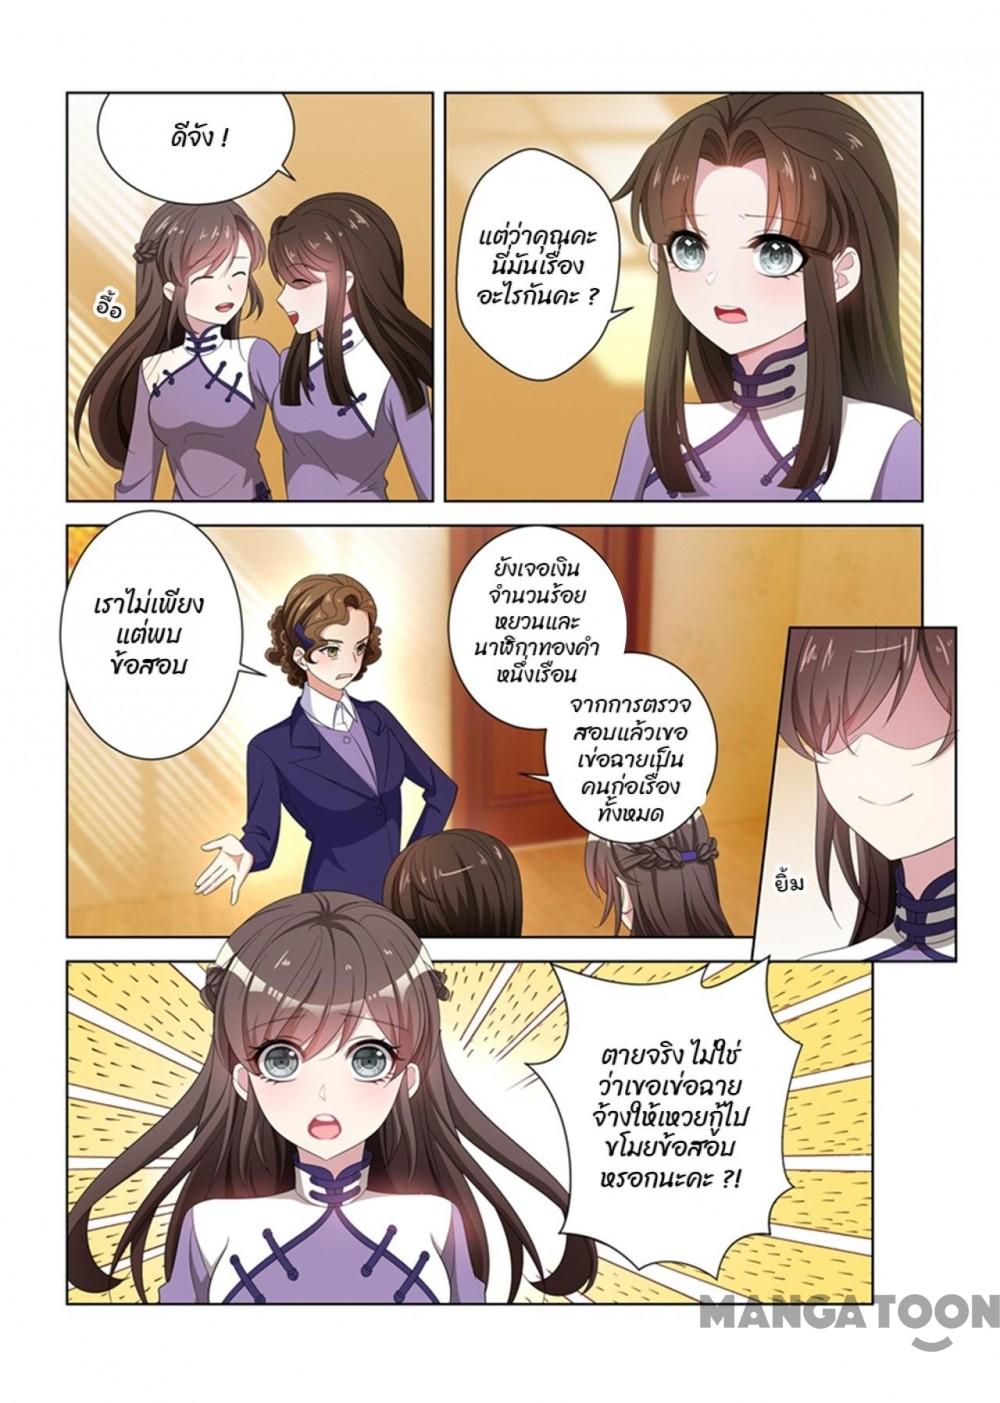 ดีจัง !
อื้อ
แต่ว่าคุณคะ
นี่มันเรื่อง
อะไรกันคะ ?
เราไม่เพียง
แต่พบ
ข้อสอบ
ยังเจอเงิน
จำนวนร้อย
หยวนและ
นาฬิกาทองคำ
หนึ่งเรือน
จากการตรวจ
สอบแล้วเขอ
เข่อฉายเป็น
คนก่อเรื่อง
ทั้งหมด
ยิ้ม
ตายจริง ไม่ใช่
ว่าเขอเข่อฉาย
จ้างให้เหวยกู้ไป
ขโมยข้อสอบ
หรอกนะคะ ?!
MANGATOON